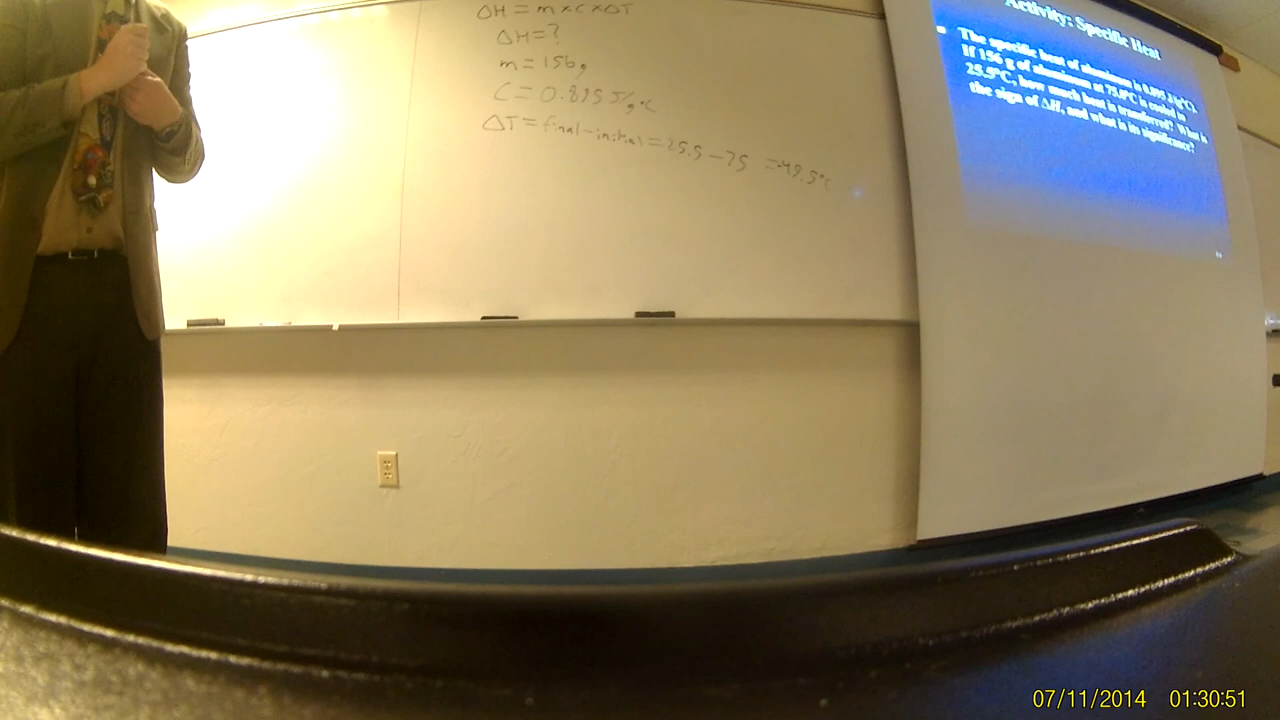 ΔH = m x C x ΔT
ΔH = ?
m = 156 g
C = 0.895 J/g·°C
ΔT = final - initial = 25.5 - 75 = -49.5°C
Activity: Specific Heat
The specific heat of aluminum is 0.895 J/(g°C).
If 156 g of aluminum at 75.0°C is cooled to
25.5°C, how much heat is transferred? What is
the sign of ΔH, and what is its significance?
07/11/2014 01:30:51